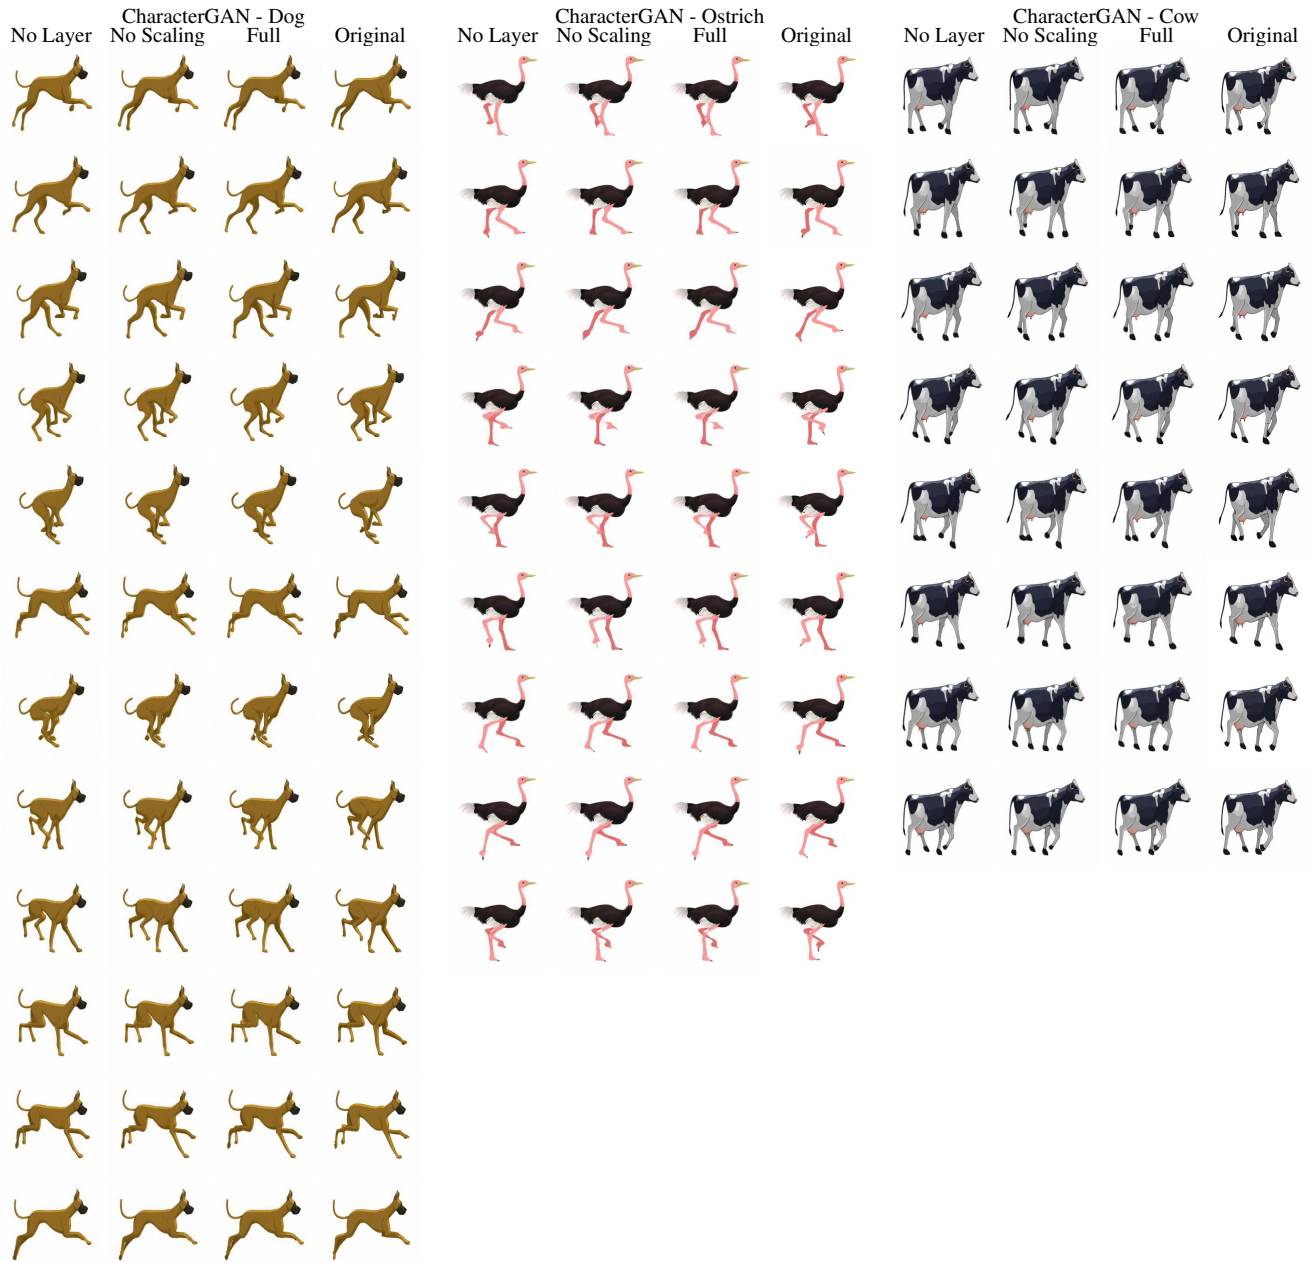 CharacterGAN - Dog
No Layer No Scaling Full Original
CharacterGAN - Ostrich
No Layer No Scaling Full Original
CharacterGAN - Cow
No Layer No Scaling Full Original